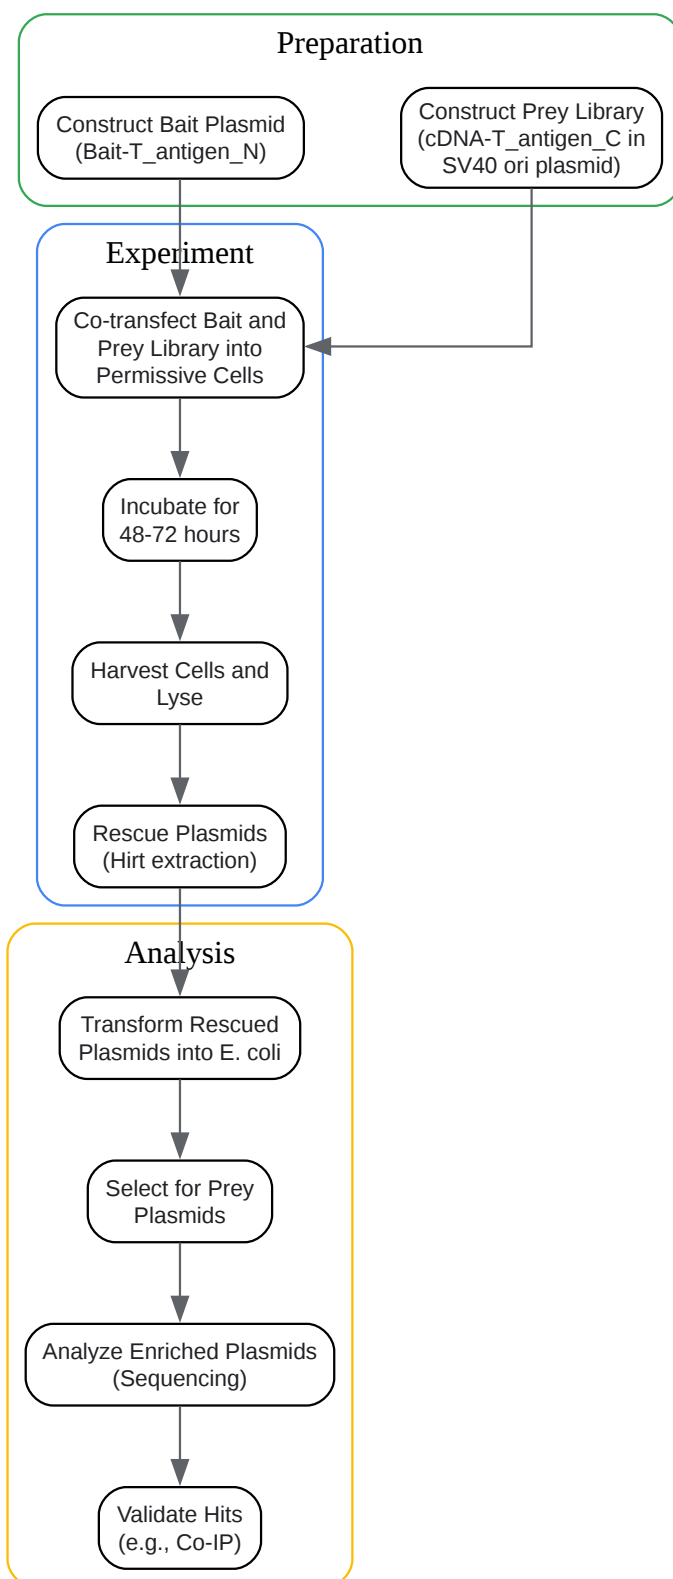 Preparation
Construct Bait Plasmid
(Bait-T_antigen_N)
Construct Prey Library
(cDNA-T_antigen_C in
SV40 ori plasmid)
Experiment
Co-transfect Bait and
Prey Library into
Permissive Cells
Incubate for
48-72 hours
Harvest Cells and
Lyse
Rescue Plasmids
(Hirt extraction)
Analysis
Transform Rescued
Plasmids into E. coli
Select for Prey
Plasmids
Analyze Enriched Plasmids
(Sequencing)
Validate Hits
(e.g., Co-IP)